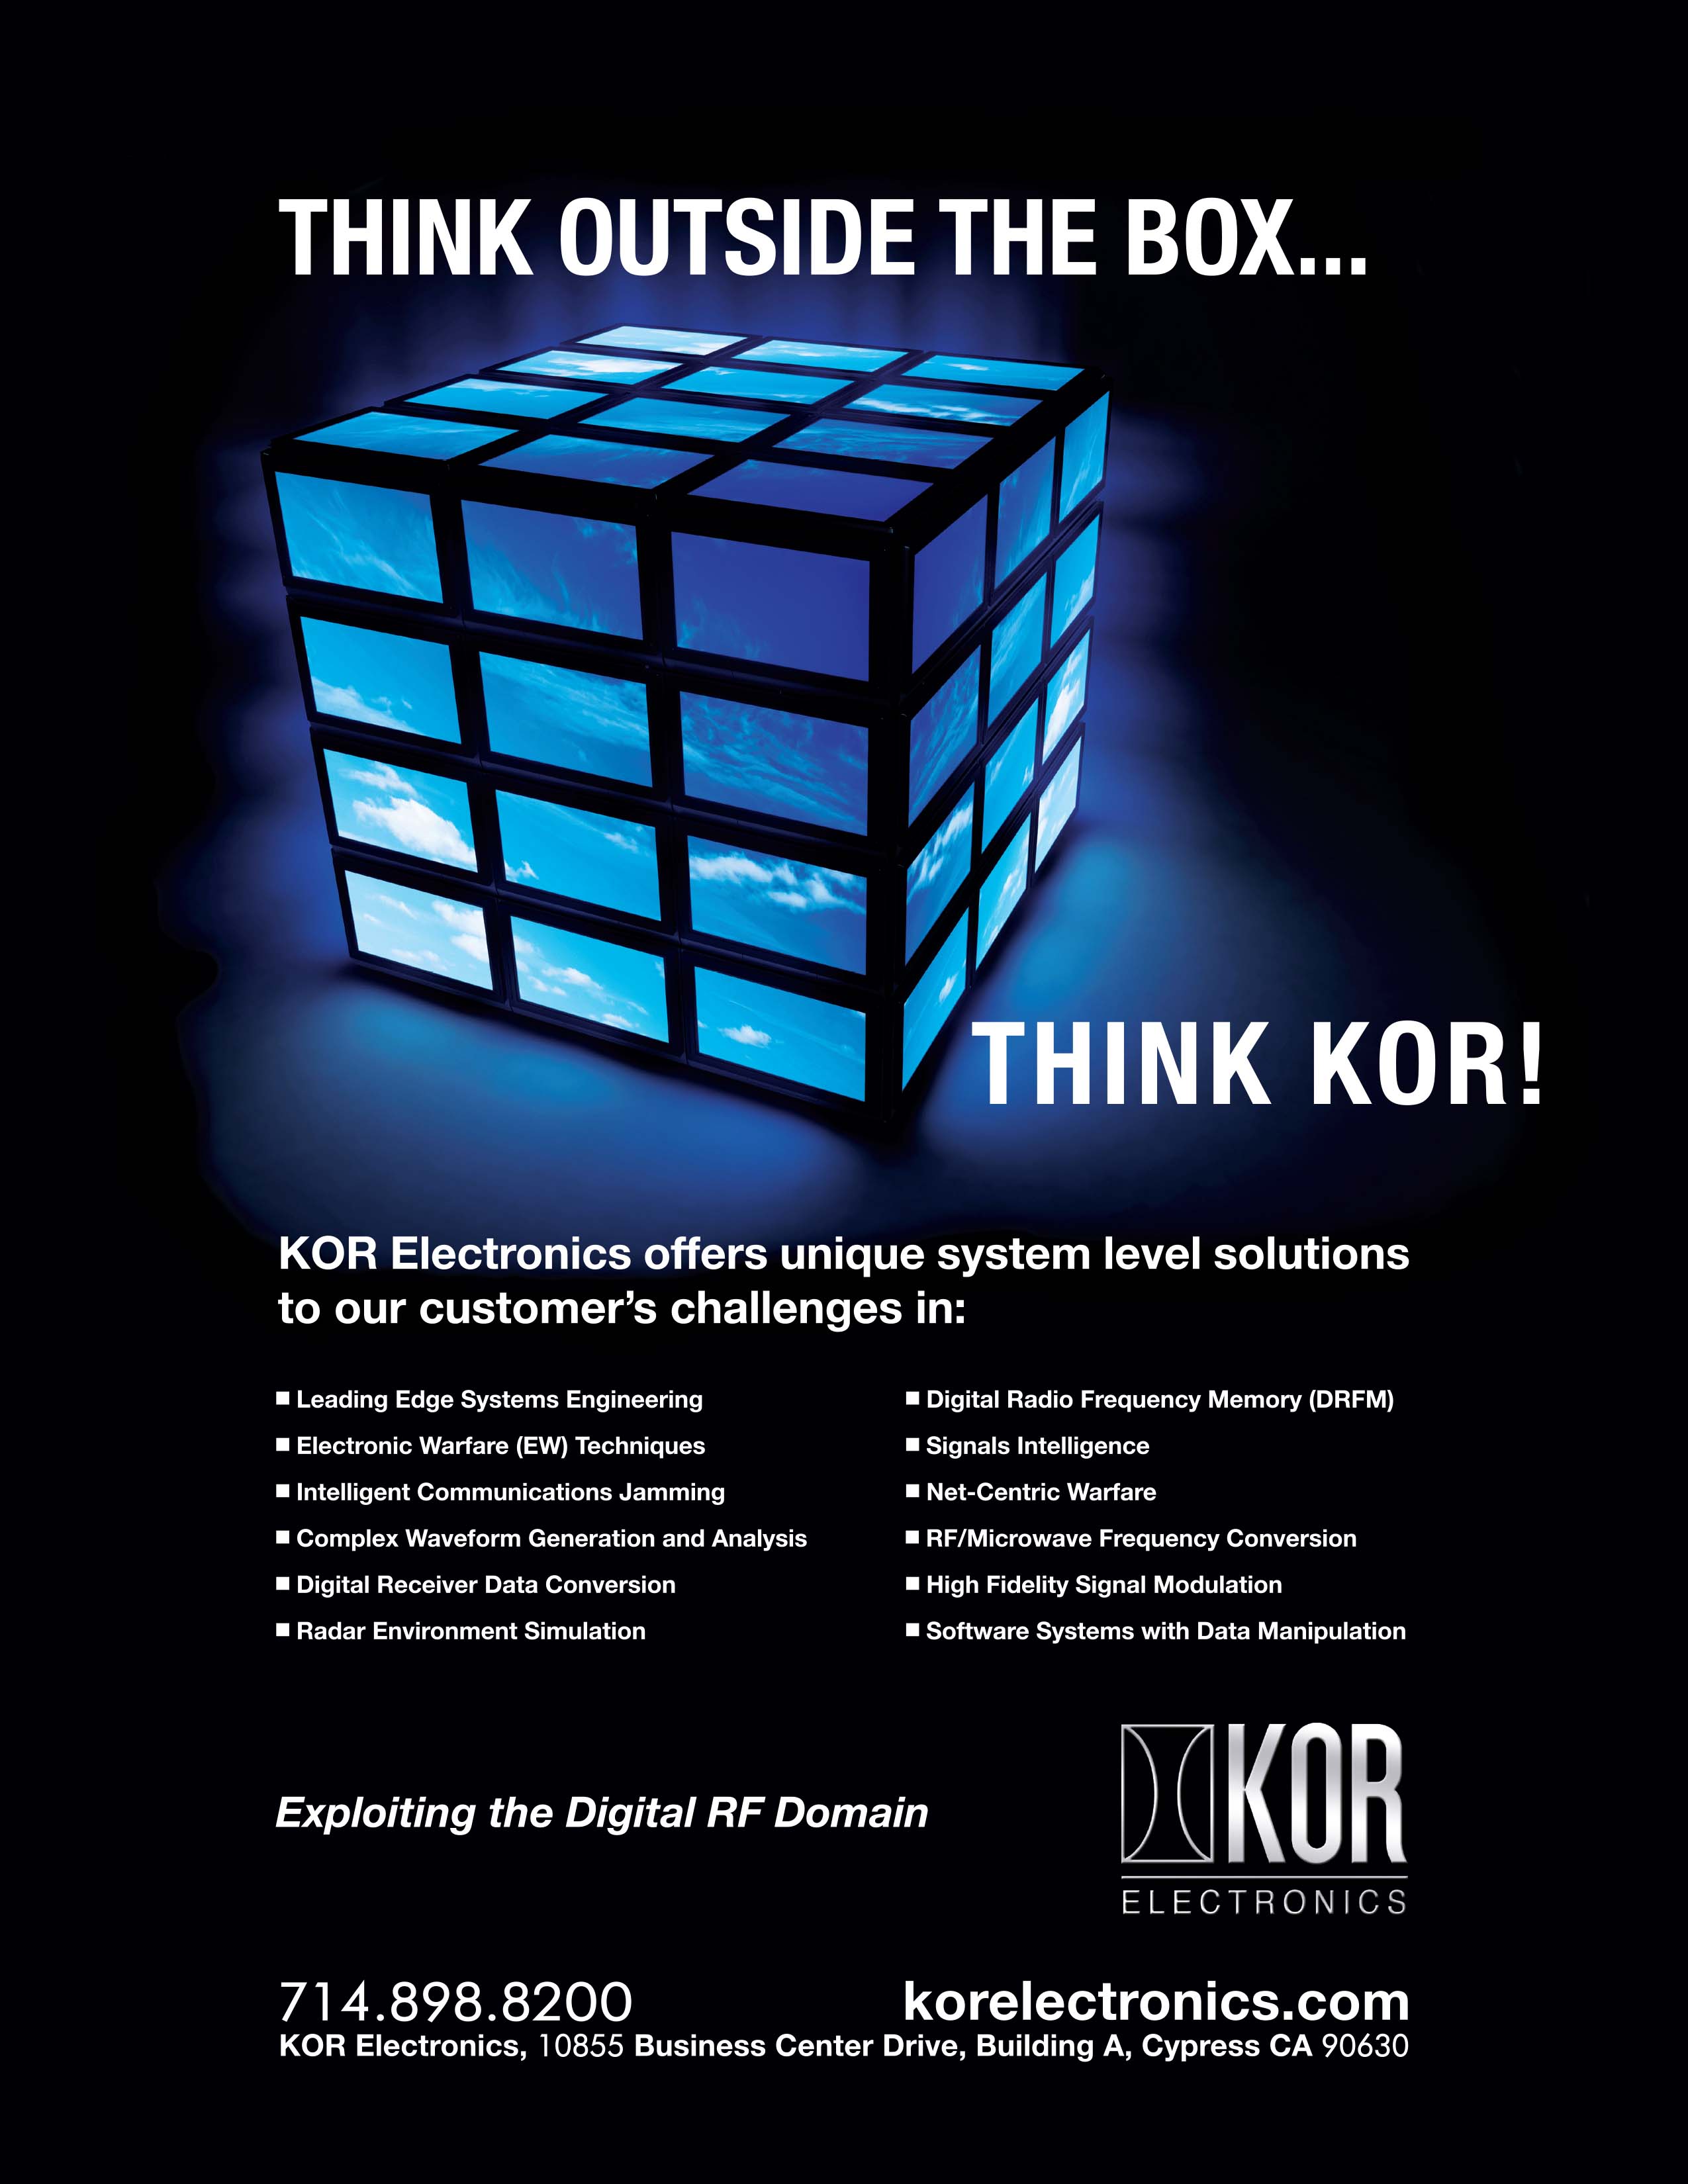 THINK OUTSIDE THE BOX...
THINK KOR!
KOR Electronics offers unique system level solutions
to our customer's challenges in:
■ Leading Edge Systems Engineering
■ Electronic Warfare (EW) Techniques
■ Intelligent Communications Jamming
■ Complex Waveform Generation and Analysis
■ Digital Receiver Data Conversion
■ Radar Environment Simulation
■ Digital Radio Frequency Memory (DRFM)
■ Signals Intelligence
■ Net-Centric Warfare
■ RF/Microwave Frequency Conversion
■ High Fidelity Signal Modulation
■ Software Systems with Data Manipulation
Exploiting the Digital RF Domain
KOR
ELECTRONICS
714.898.8200
korelectronics.com
KOR Electronics, 10855 Business Center Drive, Building A, Cypress CA 90630